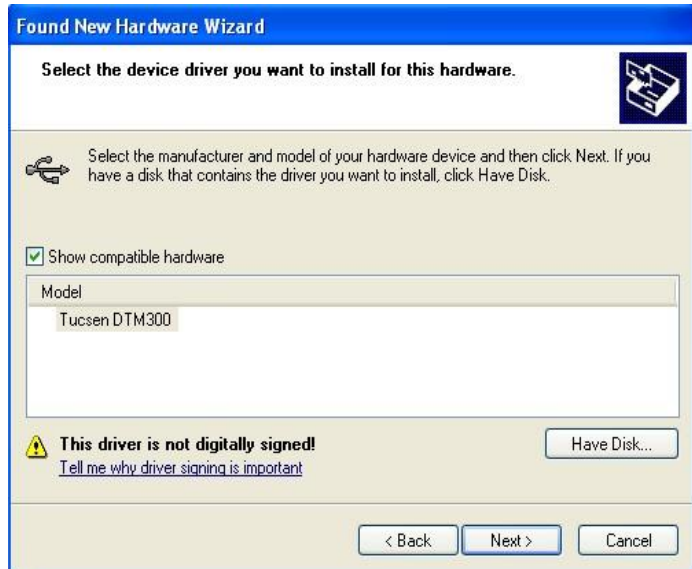 Found New Hardware Wizard
Select the device driver you want to install for this hardware.
Select the manufacturer and model of your hardware device and then click Next. If you
have a disk that contains the driver you want to install, click Have Disk.
Show compatible hardware
Model
Tucsen DTM300
This driver is not digitally signed!
Have Disk...
Tell me why driver signing is important
< Back
Next >
Cancel